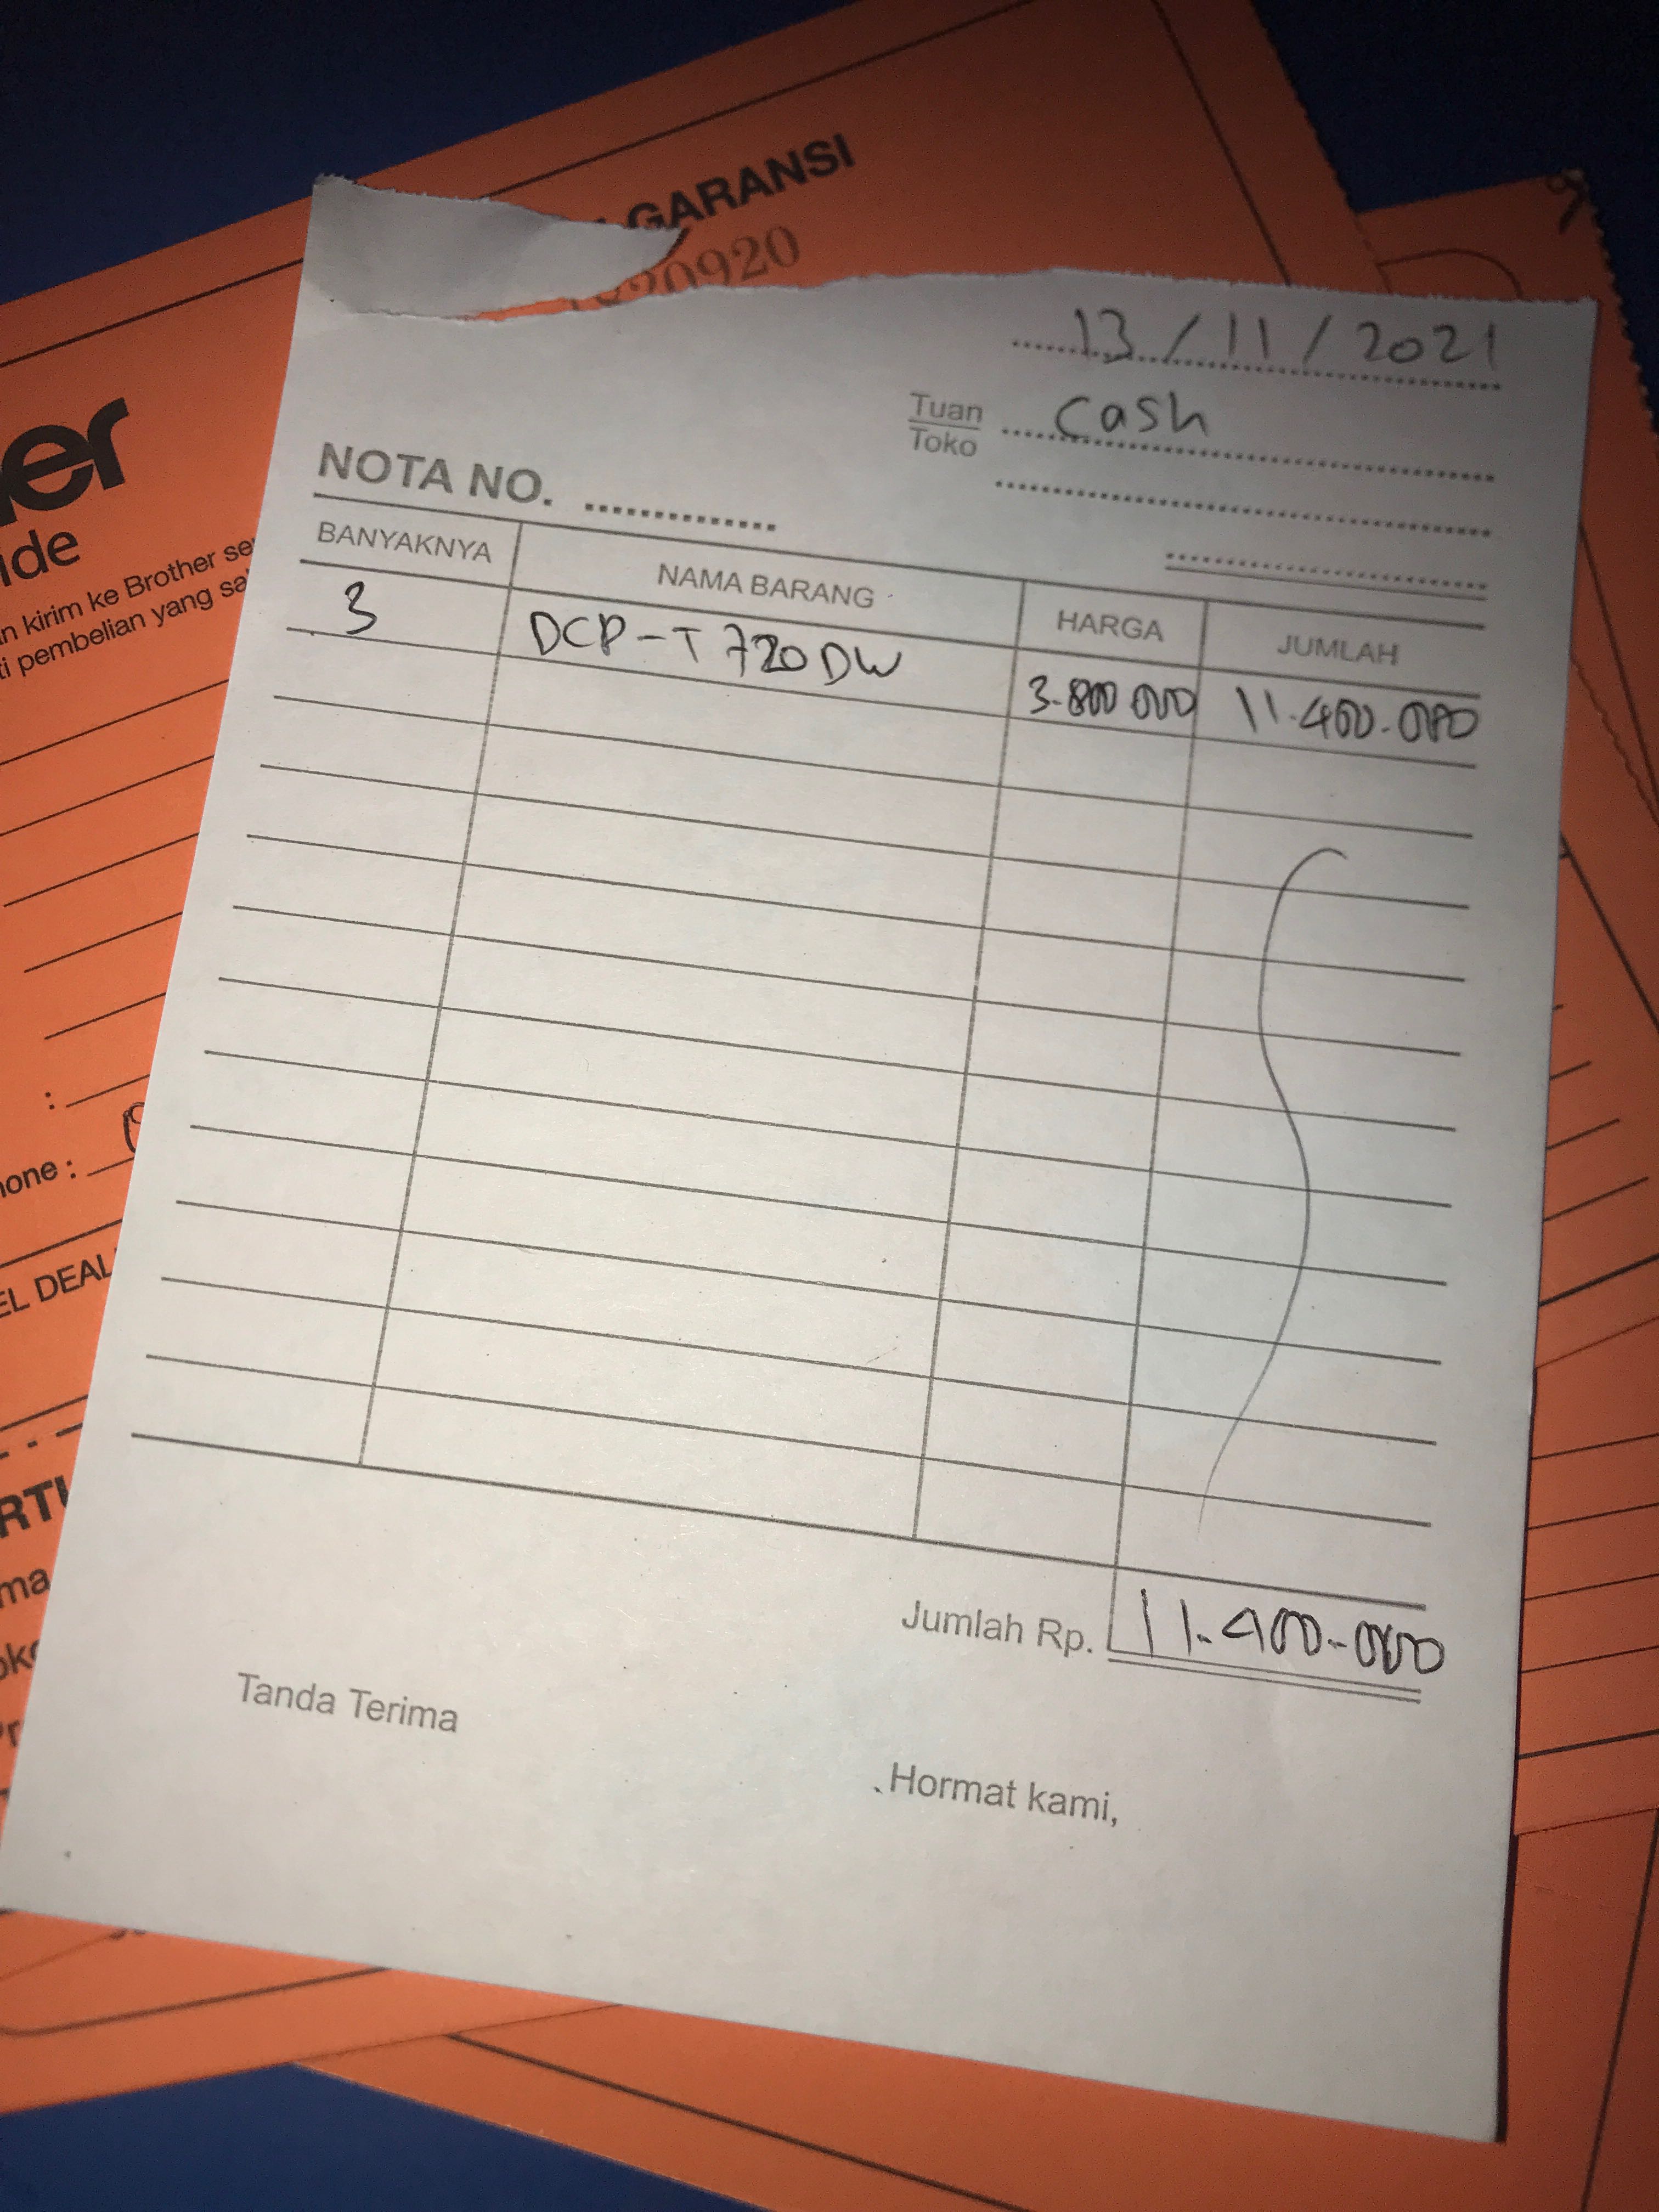 GARANSI
20920
er
ide
n kirim ke Brother se
ti pembelian yang sa
13/11/2021
Tuan
Toko
Cash
NOTA NO.
BANYAKNYA NAMA BARANG HARGA JUMLAH
3 DCP-T720DW 3.800.000 11.400.000
:
hone :
EL DEAL
RTU
ma
Jumlah Rp. 11.400.000
Tanda Terima
Hormat kami,